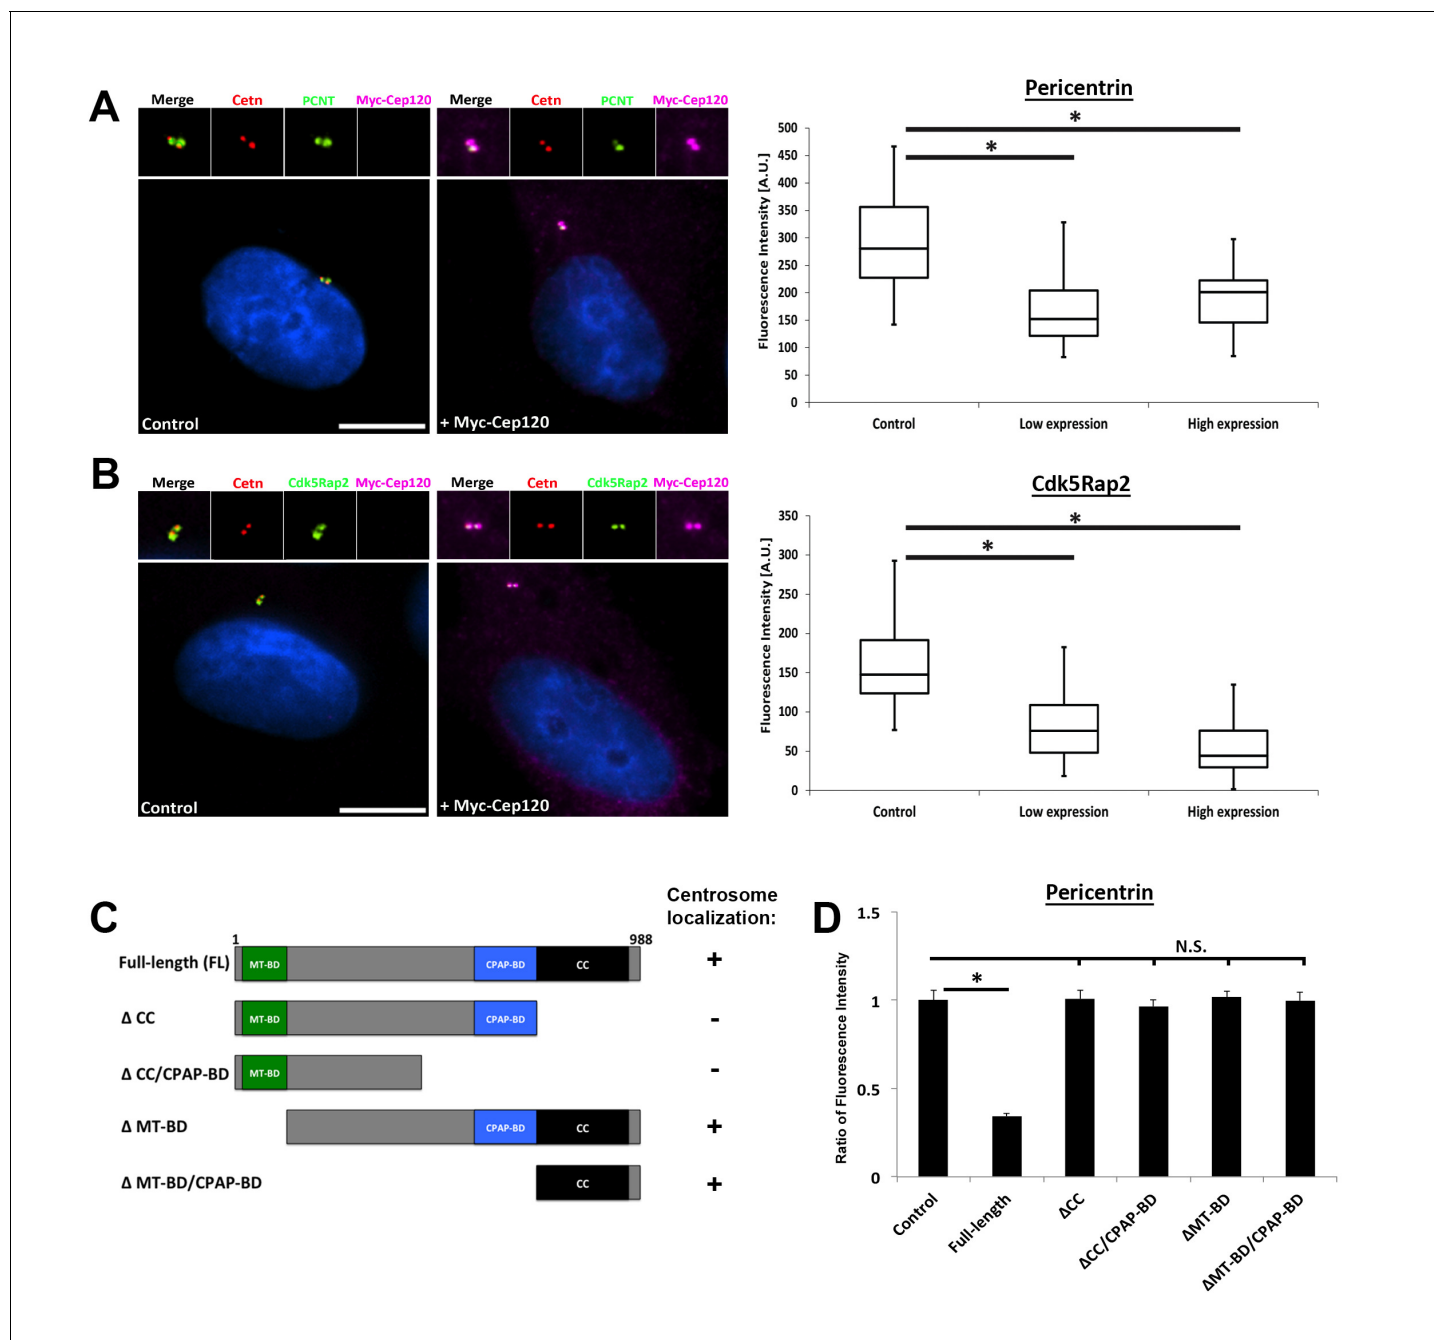 A
Merge Cetn PCNT Myc-Cep120 Merge Cetn PCNT Myc-Cep120
Control
+ Myc-Cep120
Pericentrin
Fluorescence Intensity [A.U.]
500
450
400
350
300
250
200
150
100
50
0
* *
Control Low expression High expression
B
Merge Cetn Cdk5Rap2 Myc-Cep120 Merge Cetn Cdk5Rap2 Myc-Cep120
Control
+ Myc-Cep120
Cdk5Rap2
Fluorescence Intensity [A.U.]
350
300
250
200
150
100
50
0
* *
Control Low expression High expression
C
Centrosome
localization:
1 988
Full-length (FL) MT-BD CPAP-BD CC +
Δ CC MT-BD CPAP-BD -
Δ CC/CPAP-BD MT-BD -
Δ MT-BD CPAP-BD CC +
Δ MT-BD/CPAP-BD CC +
D
Pericentrin
Ratio of Fluorescence Intensity
1.5
1
0.5
0
N.S.
*
Control Full-length ΔCC ΔCC/CPAP-BD ΔMT-BD ΔMT-BD/CPAP-BD